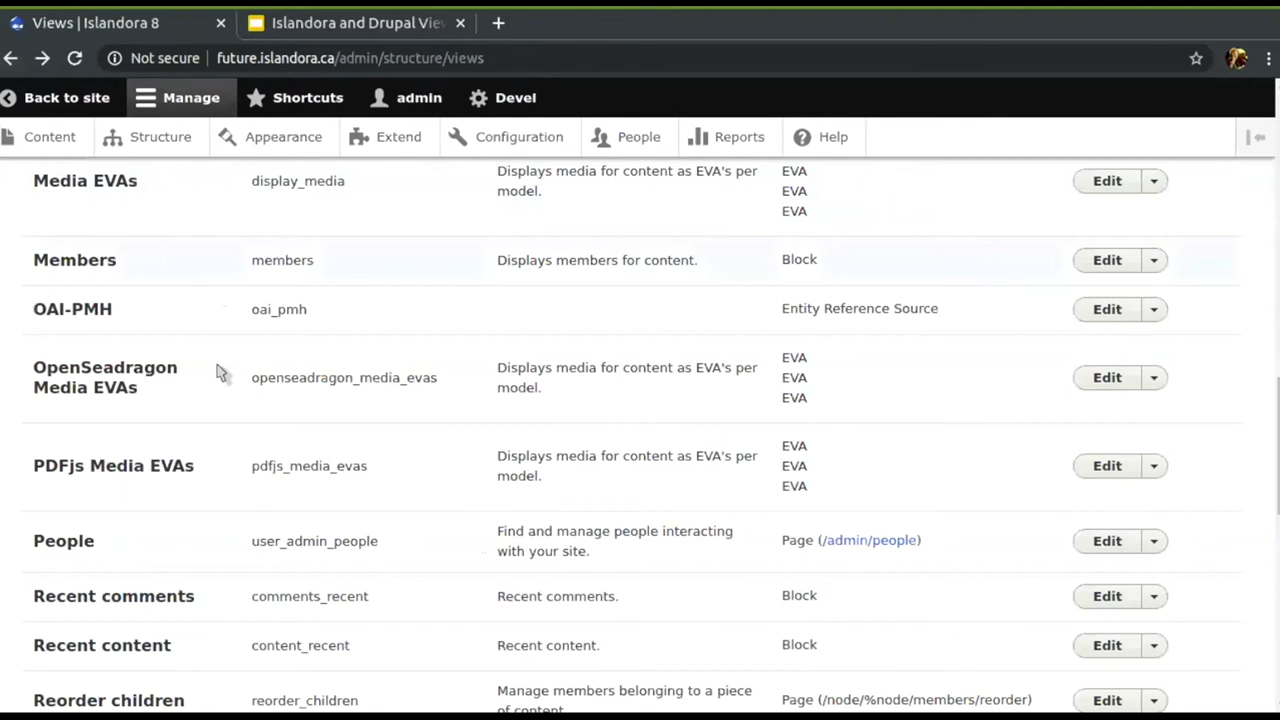 Views | Islandora 8
Islandora and Drupal Vie
Not secure future.islandora.ca/admin/structure/views
Back to site Manage Shortcuts admin Devel
Content Structure Appearance Extend Configuration People Reports Help
Media EVAs display_media Displays media for content as EVA's per model. EVA EVA EVA Edit
Members members Displays members for content. Block Edit
OAI-PMH oai_pmh Entity Reference Source Edit
OpenSeadragon Media EVAs openseadragon_media_evas Displays media for content as EVA's per model. EVA EVA EVA Edit
PDFjs Media EVAs pdfjs_media_evas Displays media for content as EVA's per model. EVA EVA EVA Edit
People user_admin_people Find and manage people interacting with your site. Page (/admin/people) Edit
Recent comments comments_recent Recent comments. Block Edit
Recent content content_recent Recent content. Block Edit
Reorder children reorder_children Manage members belonging to a piece of content. Page (/node/%node/members/reorder) Edit